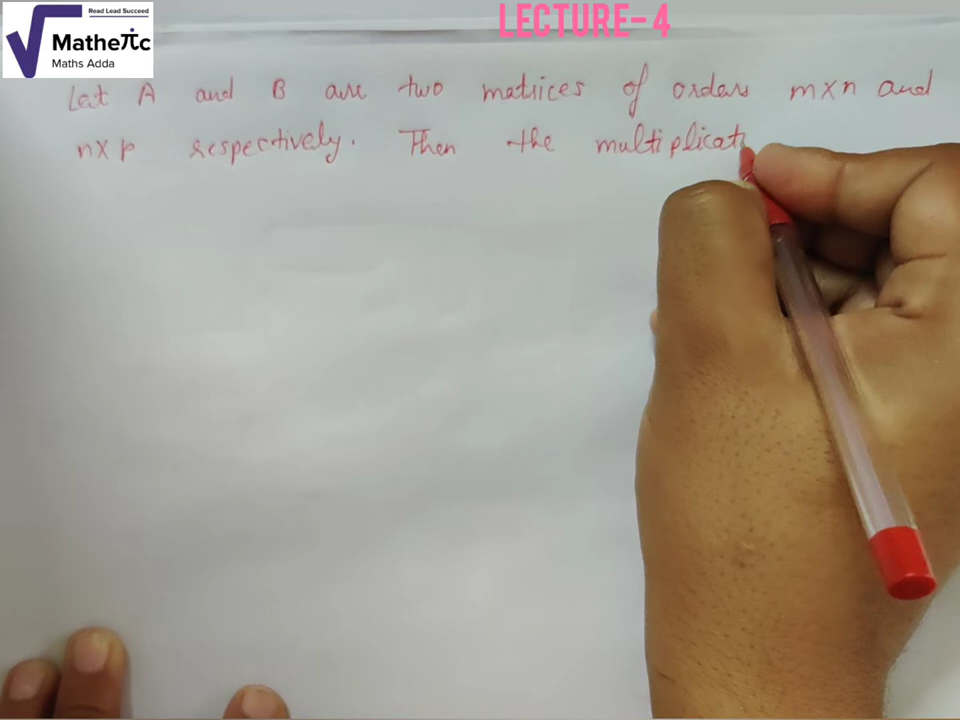 LECTURE-4
Read Lead Succeed
Matheπc
Maths Adda
Let A and B are two matrices of orders m×n and
n×p respectively. Then the multiplicati